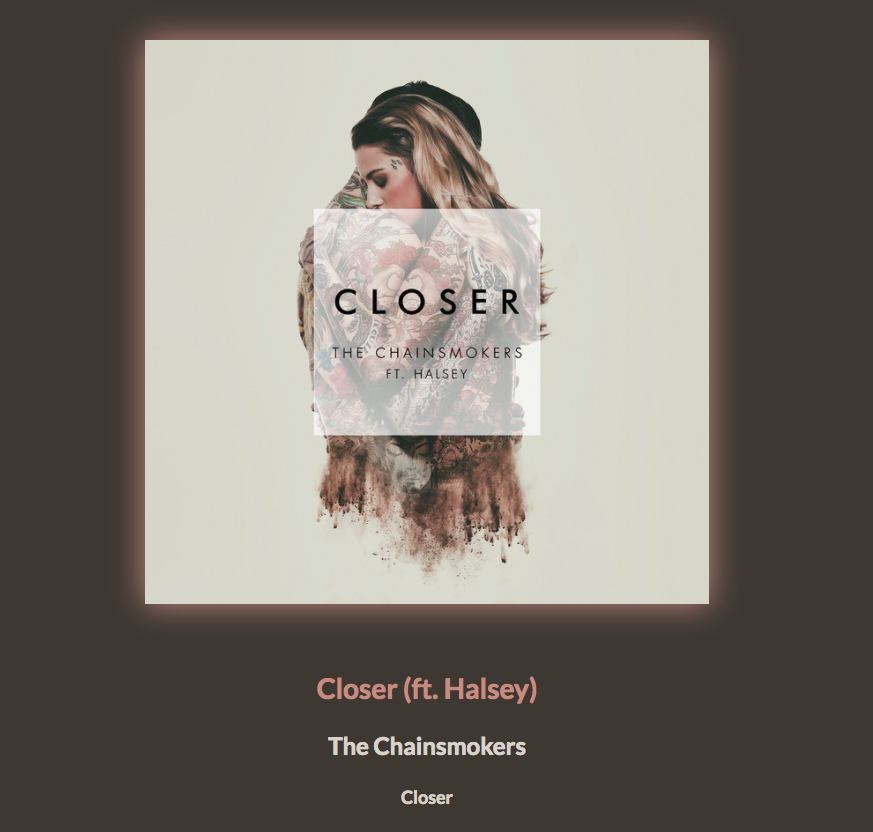 CLOSER
THE CHAINSMOKERS
FT. HALSEY
Closer (ft. Halsey)
The Chainsmokers
Closer